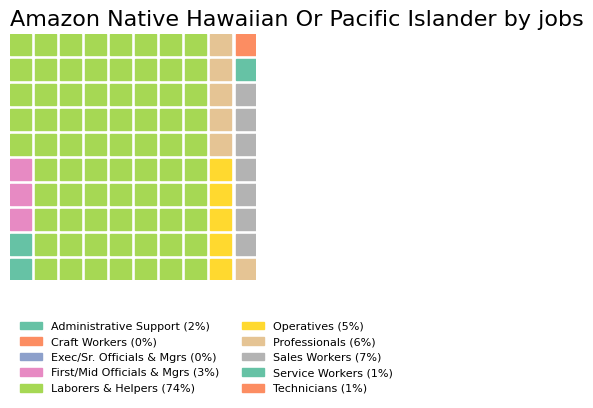 Amazon Native Hawaiian Or Pacific Islander by jobs
Administrative Support (2%)
Craft Workers (0%)
Exec/Sr. Officials & Mgrs (0%)
First/Mid Officials & Mgrs (3%)
Laborers & Helpers (74%)
Operatives (5%)
Professionals (6%)
Sales Workers (7%)
Service Workers (1%)
Technicians (1%)